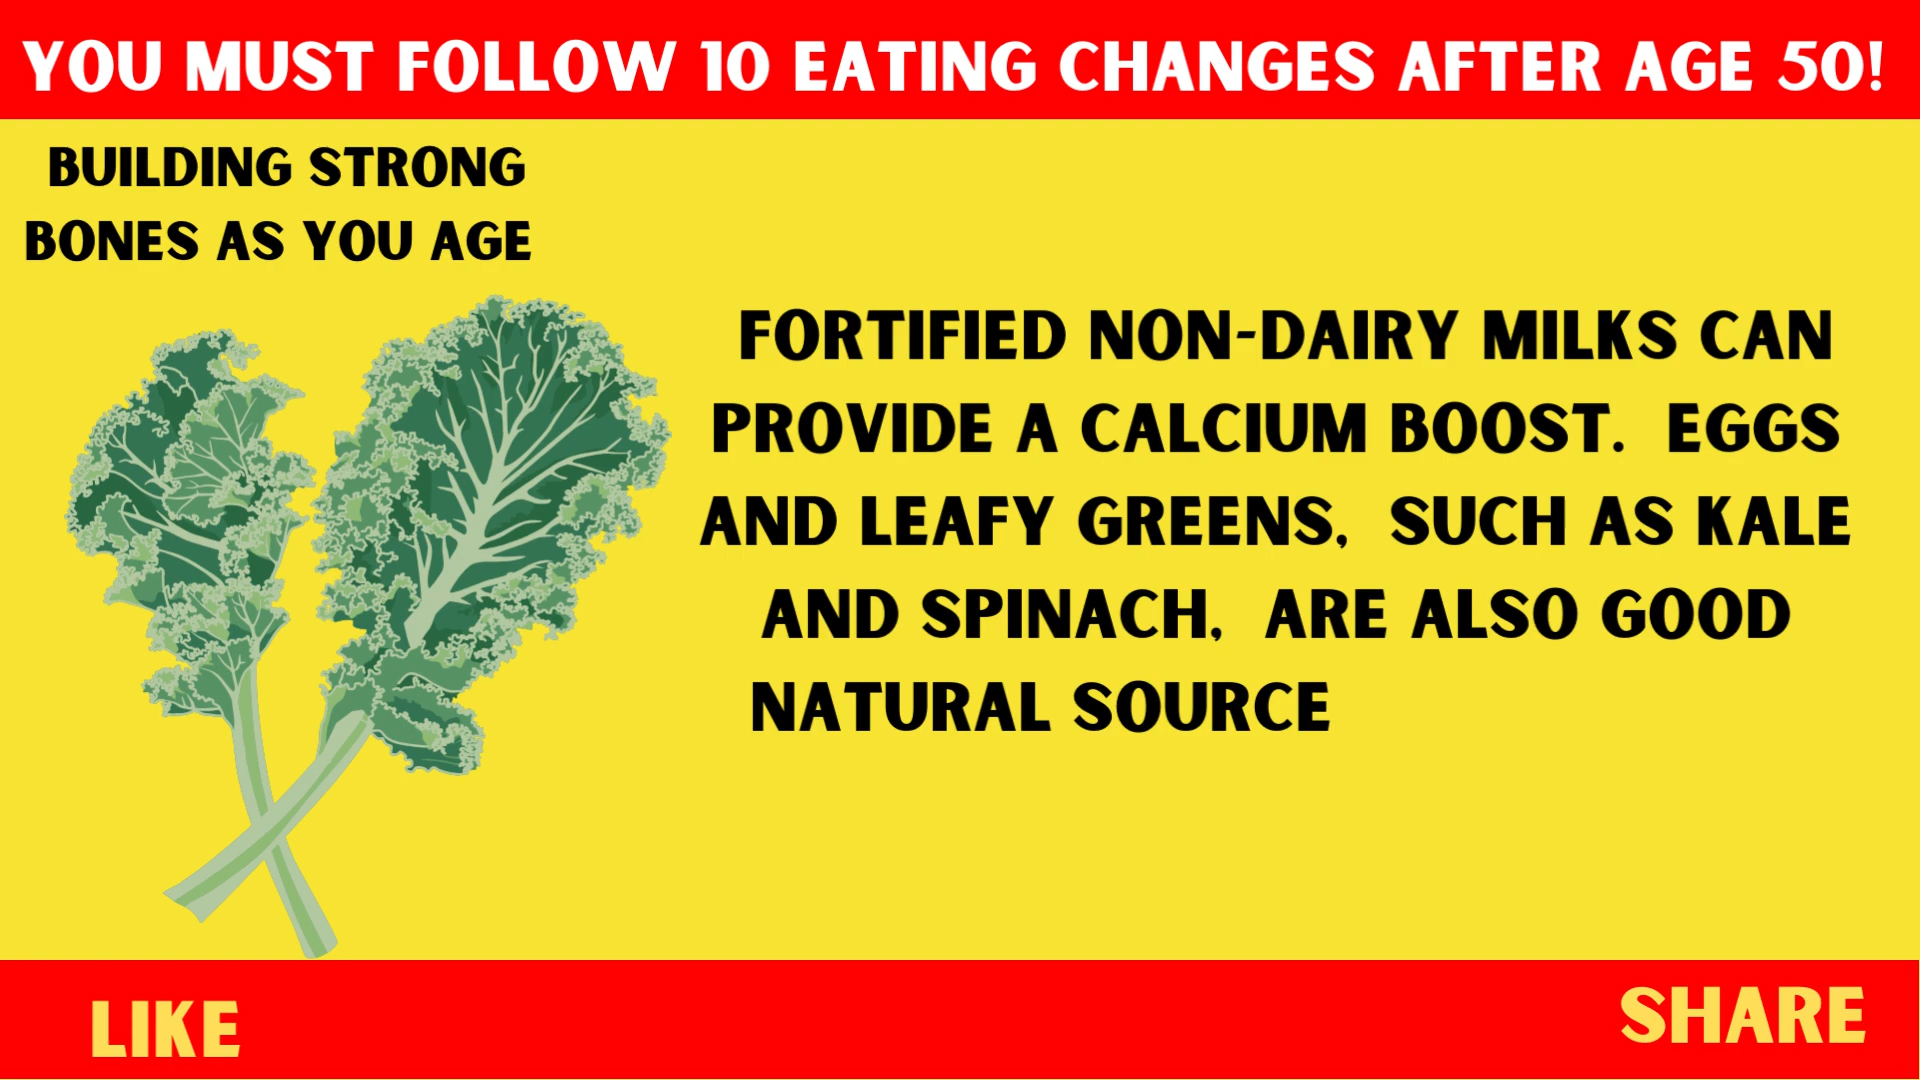 YOU MUST FOLLOW 10 EATING CHANGES AFTER AGE 50!
BUILDING STRONG
BONES AS YOU AGE
FORTIFIED NON-DAIRY MILKS CAN
PROVIDE A CALCIUM BOOST. EGGS
AND LEAFY GREENS, SUCH AS KALE
AND SPINACH, ARE ALSO GOOD
NATURAL SOURCE
LIKE
SHARE